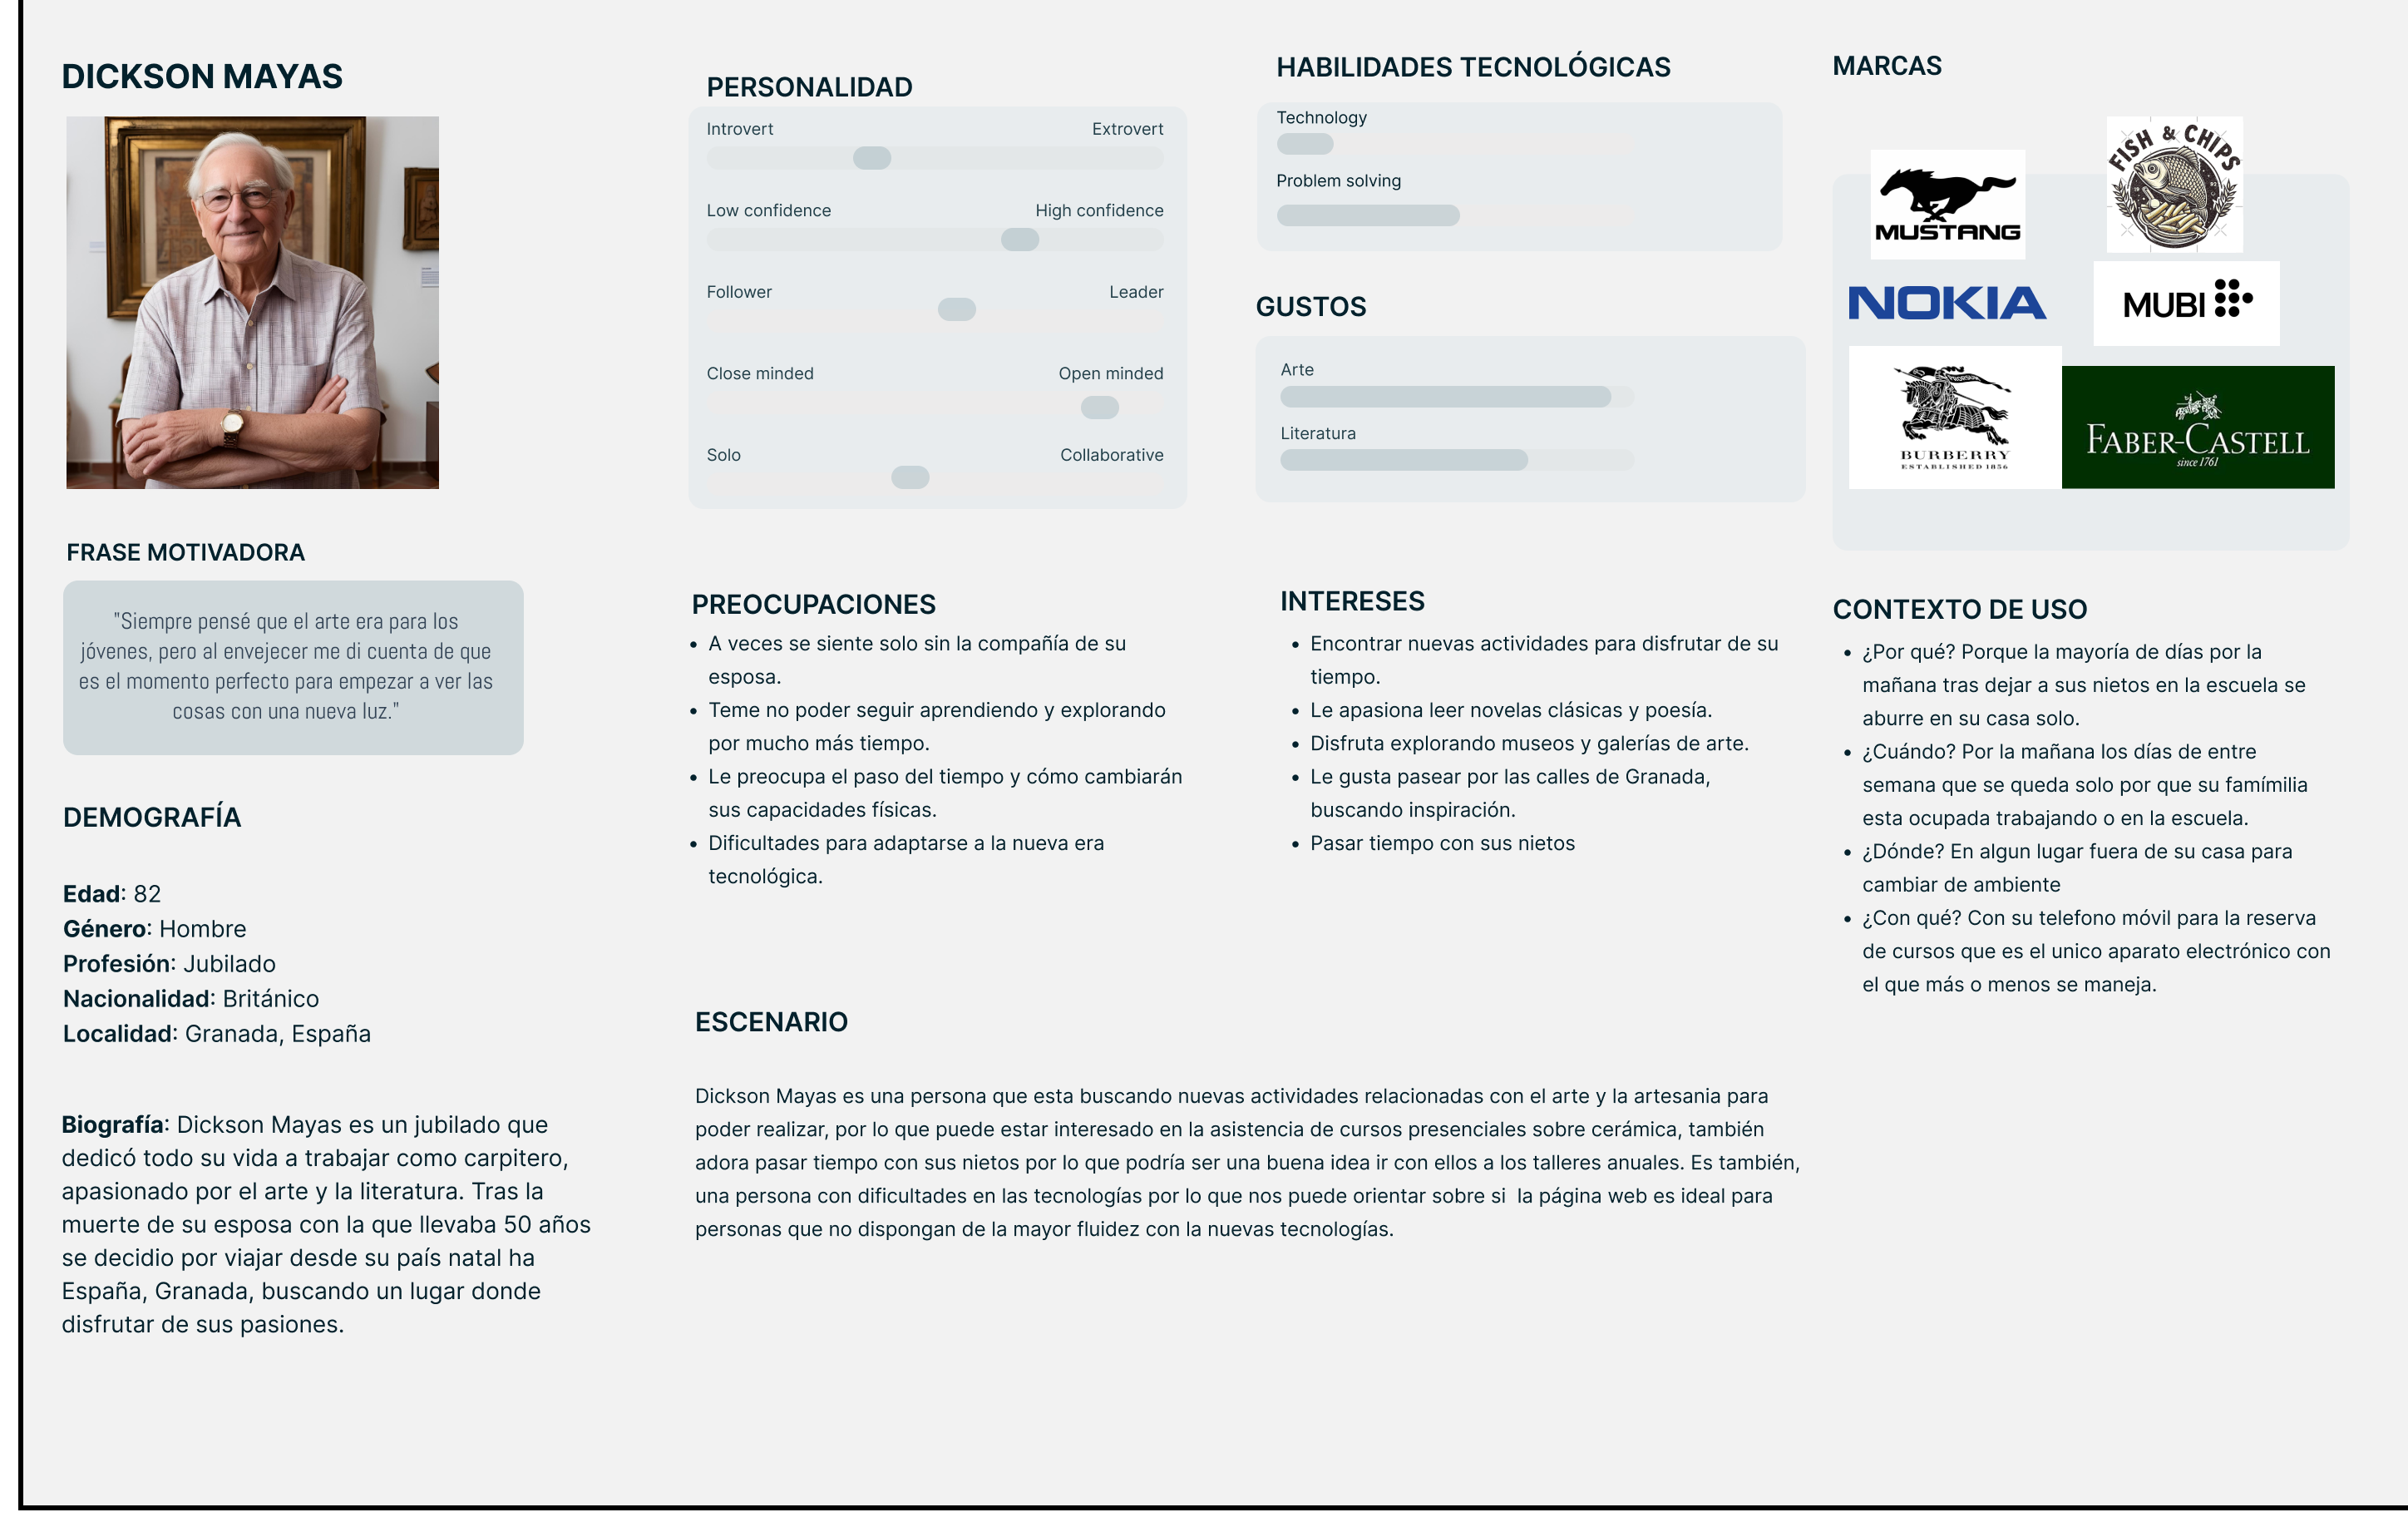 DICKSON MAYAS
FRASE MOTIVADORA
"Siempre pensé que el arte era para los
jóvenes, pero al envejecer me di cuenta de que
es el momento perfecto para empezar a ver las
cosas con una nueva luz."
DEMOGRAFÍA
Edad: 82
Género: Hombre
Profesión: Jubilado
Nacionalidad: Británico
Localidad: Granada, España
Biografía: Dickson Mayas es un jubilado que
dedicó todo su vida a trabajar como carpitero,
apasionado por el arte y la literatura. Tras la
muerte de su esposa con la que llevaba 50 años
se decidio por viajar desde su país natal ha
España, Granada, buscando un lugar donde
disfrutar de sus pasiones.
PERSONALIDAD
Introvert Extrovert
Low confidence High confidence
Follower Leader
Close minded Open minded
Solo Collaborative
HABILIDADES TECNOLÓGICAS
Technology
Problem solving
GUSTOS
Arte
Literatura
MARCAS
MUSTANG
FISH & CHIPS
NOKIA
MUBI
BURBERRY
ESTABLISHED 1856
FABER-CASTELL
since 1761
PREOCUPACIONES
• A veces se siente solo sin la compañía de su
esposa.
• Teme no poder seguir aprendiendo y explorando
por mucho más tiempo.
• Le preocupa el paso del tiempo y cómo cambiarán
sus capacidades físicas.
• Dificultades para adaptarse a la nueva era
tecnológica.
INTERESES
• Encontrar nuevas actividades para disfrutar de su
tiempo.
• Le apasiona leer novelas clásicas y poesía.
• Disfruta explorando museos y galerías de arte.
• Le gusta pasear por las calles de Granada,
buscando inspiración.
• Pasar tiempo con sus nietos
CONTEXTO DE USO
• ¿Por qué? Porque la mayoría de días por la
mañana tras dejar a sus nietos en la escuela se
aburre en su casa solo.
• ¿Cuándo? Por la mañana los días de entre
semana que se queda solo por que su famímilia
esta ocupada trabajando o en la escuela.
• ¿Dónde? En algun lugar fuera de su casa para
cambiar de ambiente
• ¿Con qué? Con su telefono móvil para la reserva
de cursos que es el unico aparato electrónico con
el que más o menos se maneja.
ESCENARIO
Dickson Mayas es una persona que esta buscando nuevas actividades relacionadas con el arte y la artesania para
poder realizar, por lo que puede estar interesado en la asistencia de cursos presenciales sobre cerámica, también
adora pasar tiempo con sus nietos por lo que podría ser una buena idea ir con ellos a los talleres anuales. Es también,
una persona con dificultades en las tecnologías por lo que nos puede orientar sobre si la página web es ideal para
personas que no dispongan de la mayor fluidez con la nuevas tecnologías.